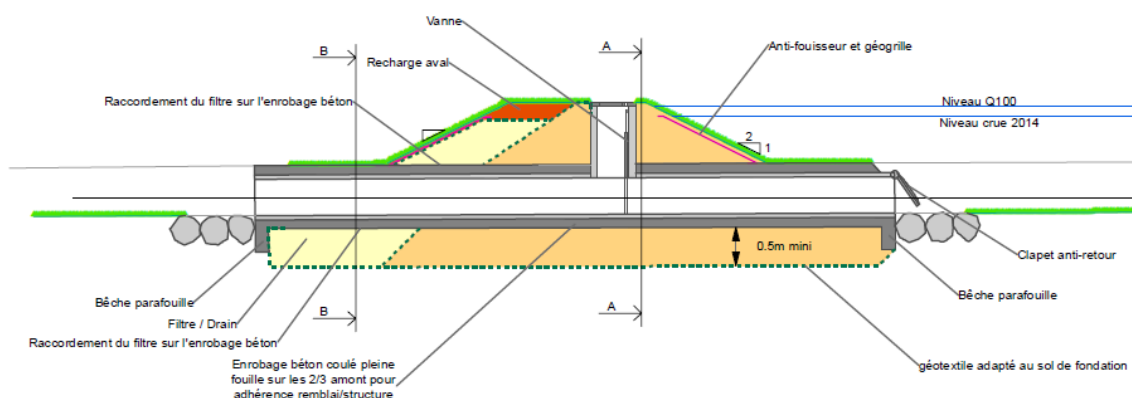 Vanne
B
A
Anti-fouisseur et géogrille
Recharge aval
Raccordement du filtre sur l'enrobage béton
Niveau Q100
Niveau crue 2014
2
1
0.5m mini
Clapet anti-retour
Bêche parafouille
Bêche parafouille
B
A
Filtre / Drain
Raccordement du filtre sur l'enrobage béton
Enrobage béton coulé pleine
fouille sur les 2/3 amont pour
adhérence remblai/structure
géotextile adapté au sol de fondation